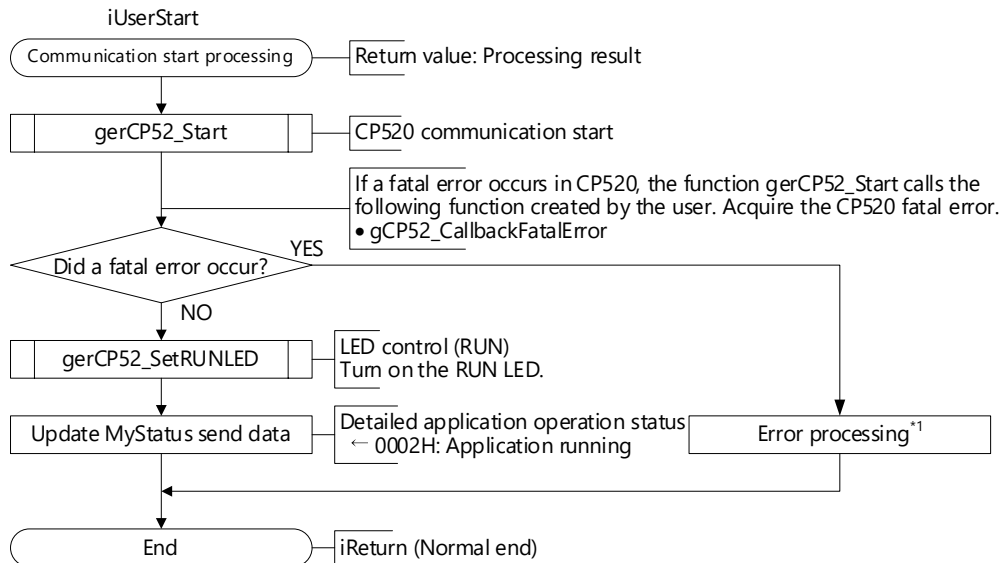 iUserStart
Communication start processing
Return value: Processing result
gerCP52_Start
CP520 communication start
If a fatal error occurs in CP520, the function gerCP52_Start calls the
following function created by the user. Acquire the CP520 fatal error.
• gCP52_CallbackFatalError
YES
Did a fatal error occur?
NO
gerCP52_SetRUNLED
LED control (RUN)
Turn on the RUN LED.
Update MyStatus send data
Detailed application operation status
← 0002H: Application running
Error processing*1
End
iReturn (Normal end)